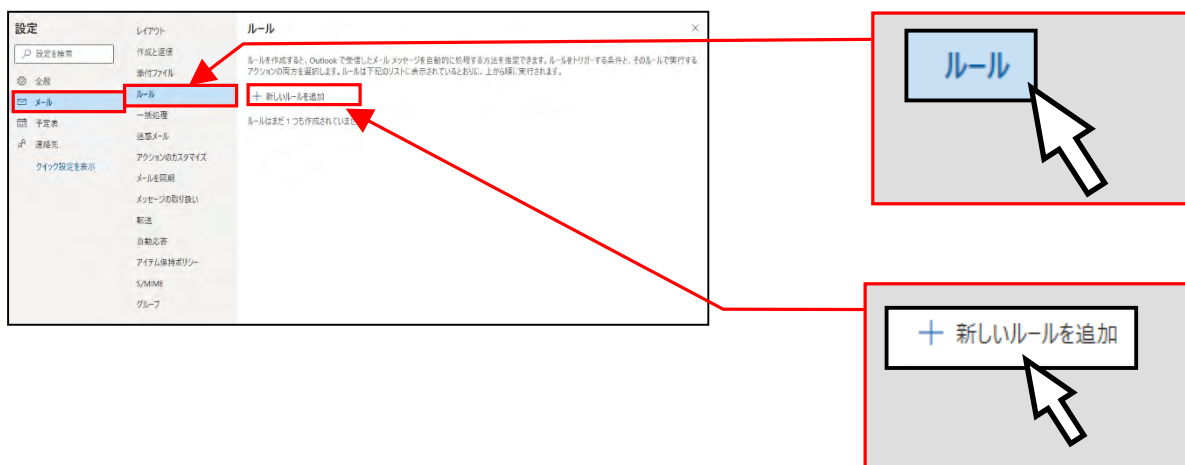 設定
設定を検索
全般
メール
予定表
連絡先
クイック設定を表示
レイアウト
作成と返信
添付ファイル
ルール
一括処理
迷惑メール
アクションのカスタマイズ
メールを同期
メッセージの取り扱い
転送
自動応答
アイテム保持ポリシー
S/MIME
グループ
ルール
ルールを作成すると、Outlook で受信したメール メッセージを自動的に処理する方法を指定できます。ルールをトリガーする条件と、そのルールで実行する
アクションの両方を選択します。ルールは下記のリストに表示されているとおりに、上から順に実行されます。
＋ 新しいルールを追加
ルールはまだ 1 つも作成されていませ
ルール
＋ 新しいルールを追加